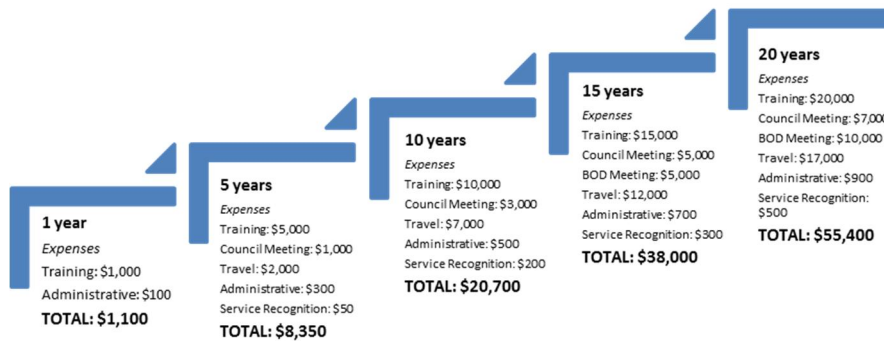 1 year
Expenses
Training: $1,000
Administrative: $100
TOTAL: $1,100
5 years
Expenses
Training: $5,000
Council Meeting: $1,000
Travel: $2,000
Administrative: $300
Service Recognition: $50
TOTAL: $8,350
10 years
Expenses
Training: $10,000
Council Meeting: $3,000
Travel: $7,000
Administrative: $500
Service Recognition: $200
TOTAL: $20,700
15 years
Expenses
Training: $15,000
Council Meeting: $5,000
BOD Meeting: $5,000
Travel: $12,000
Administrative: $700
Service Recognition: $300
TOTAL: $38,000
20 years
Expenses
Training: $20,000
Council Meeting: $7,000
BOD Meeting: $10,000
Travel: $17,000
Administrative: $900
Service Recognition:
$500
TOTAL: $55,400